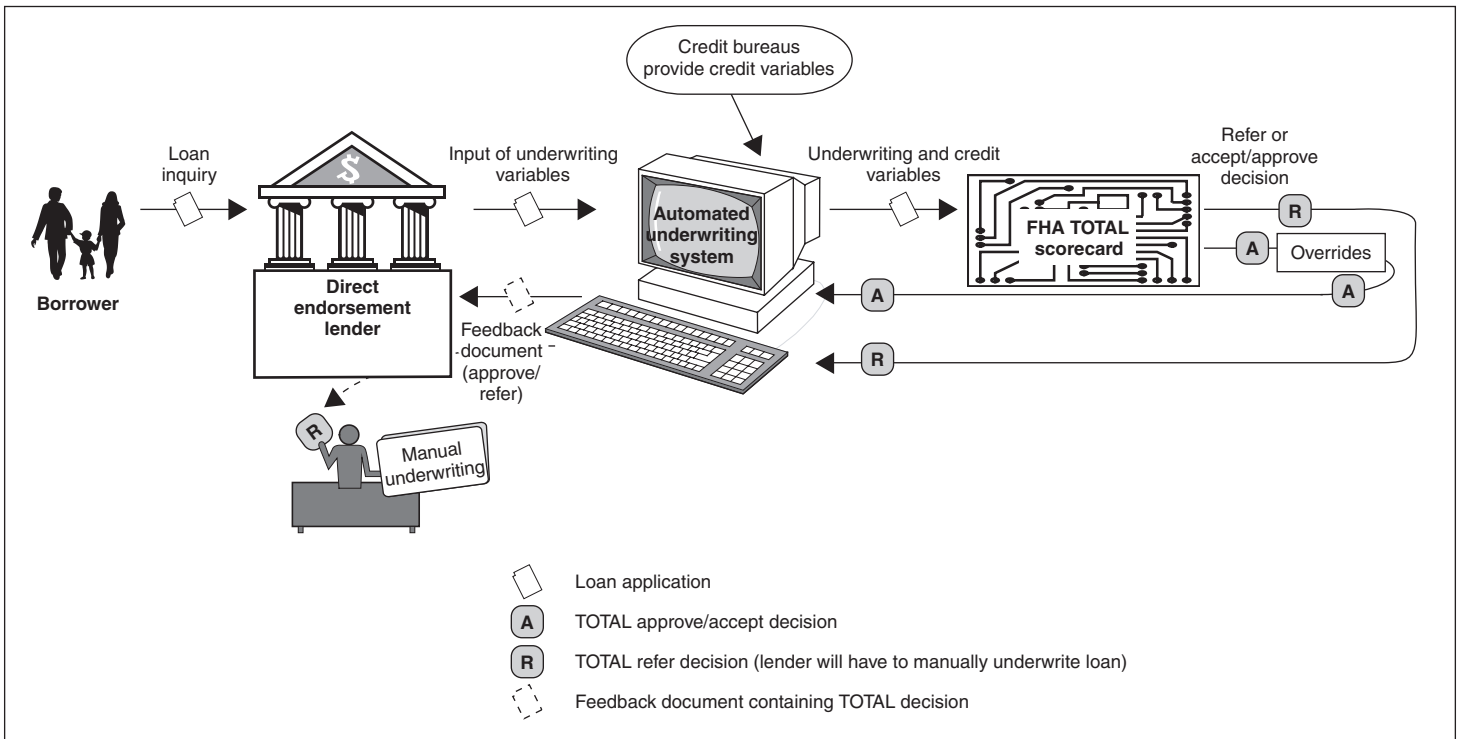 Credit bureaus
provide credit variables
Loan
inquiry
Input of underwriting
variables
Underwriting and credit
variables
Refer or
accept/approve
decision
$
Automated
underwriting
system
FHA TOTAL
scorecard
R
A
Overrides
A
A
R
Borrower
Direct
endorsement
lender
Feedback
document
(approve/
refer)
R
Manual
underwriting
Loan application
A
TOTAL approve/accept decision
R
TOTAL refer decision (lender will have to manually underwrite loan)
Feedback document containing TOTAL decision